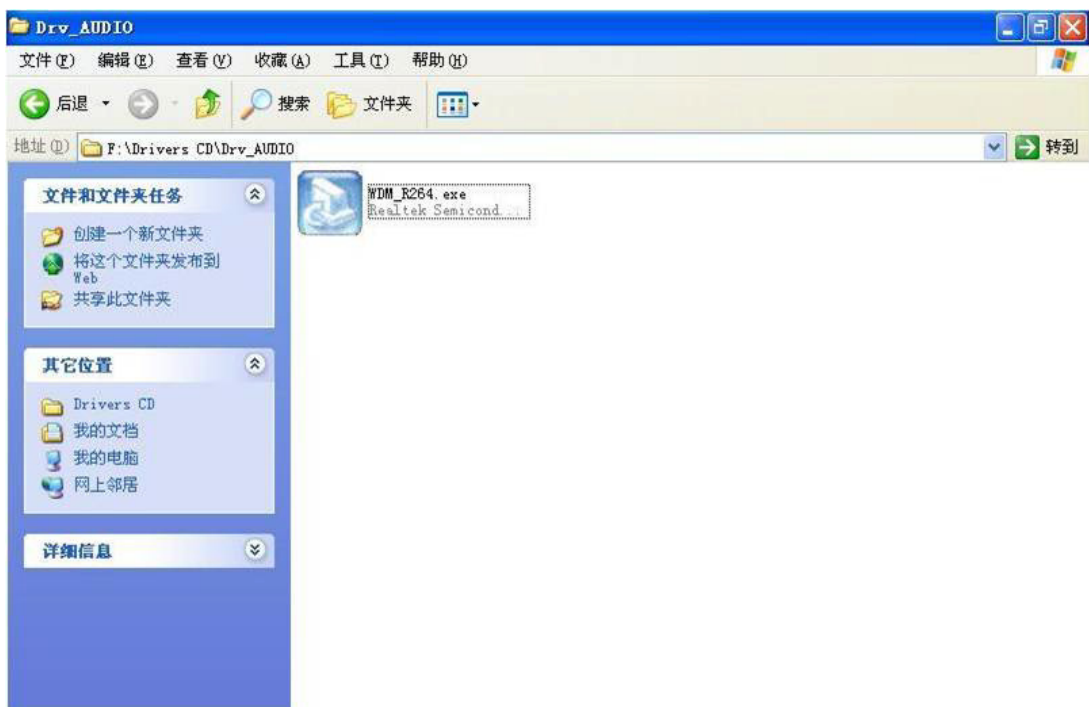 Drv_AUDIO
文件(F) 编辑(E) 查看(V) 收藏(A) 工具(T) 帮助(H)
后退 搜索 文件夹
地址(D) F:\Drivers CD\Drv_AUDIO 转到
文件和文件夹任务
创建一个新文件夹
将这个文件夹发布到
Web
共享此文件夹
其它位置
Drivers CD
我的文档
我的电脑
网上邻居
详细信息
WDM_R264.exe
Realtek Semicond...